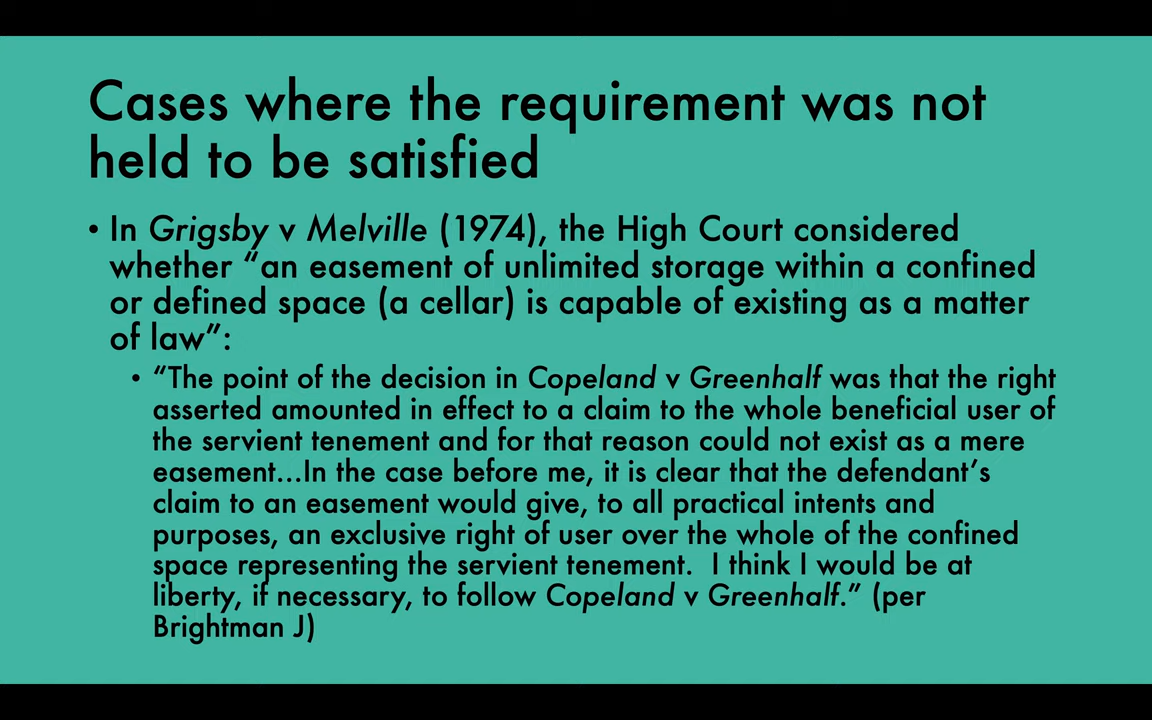 Cases where the requirement was not
held to be satisfied
• In Grigsby v Melville (1974), the High Court considered
whether “an easement of unlimited storage within a confined
or defined space (a cellar) is capable of existing as a matter
of law”:
• “The point of the decision in Copeland v Greenhalf was that the right
asserted amounted in effect to a claim to the whole beneficial user of
the servient tenement and for that reason could not exist as a mere
easement…In the case before me, it is clear that the defendant’s
claim to an easement would give, to all practical intents and
purposes, an exclusive right of user over the whole of the confined
space representing the servient tenement.  I think I would be at
liberty, if necessary, to follow Copeland v Greenhalf.” (per
Brightman J)